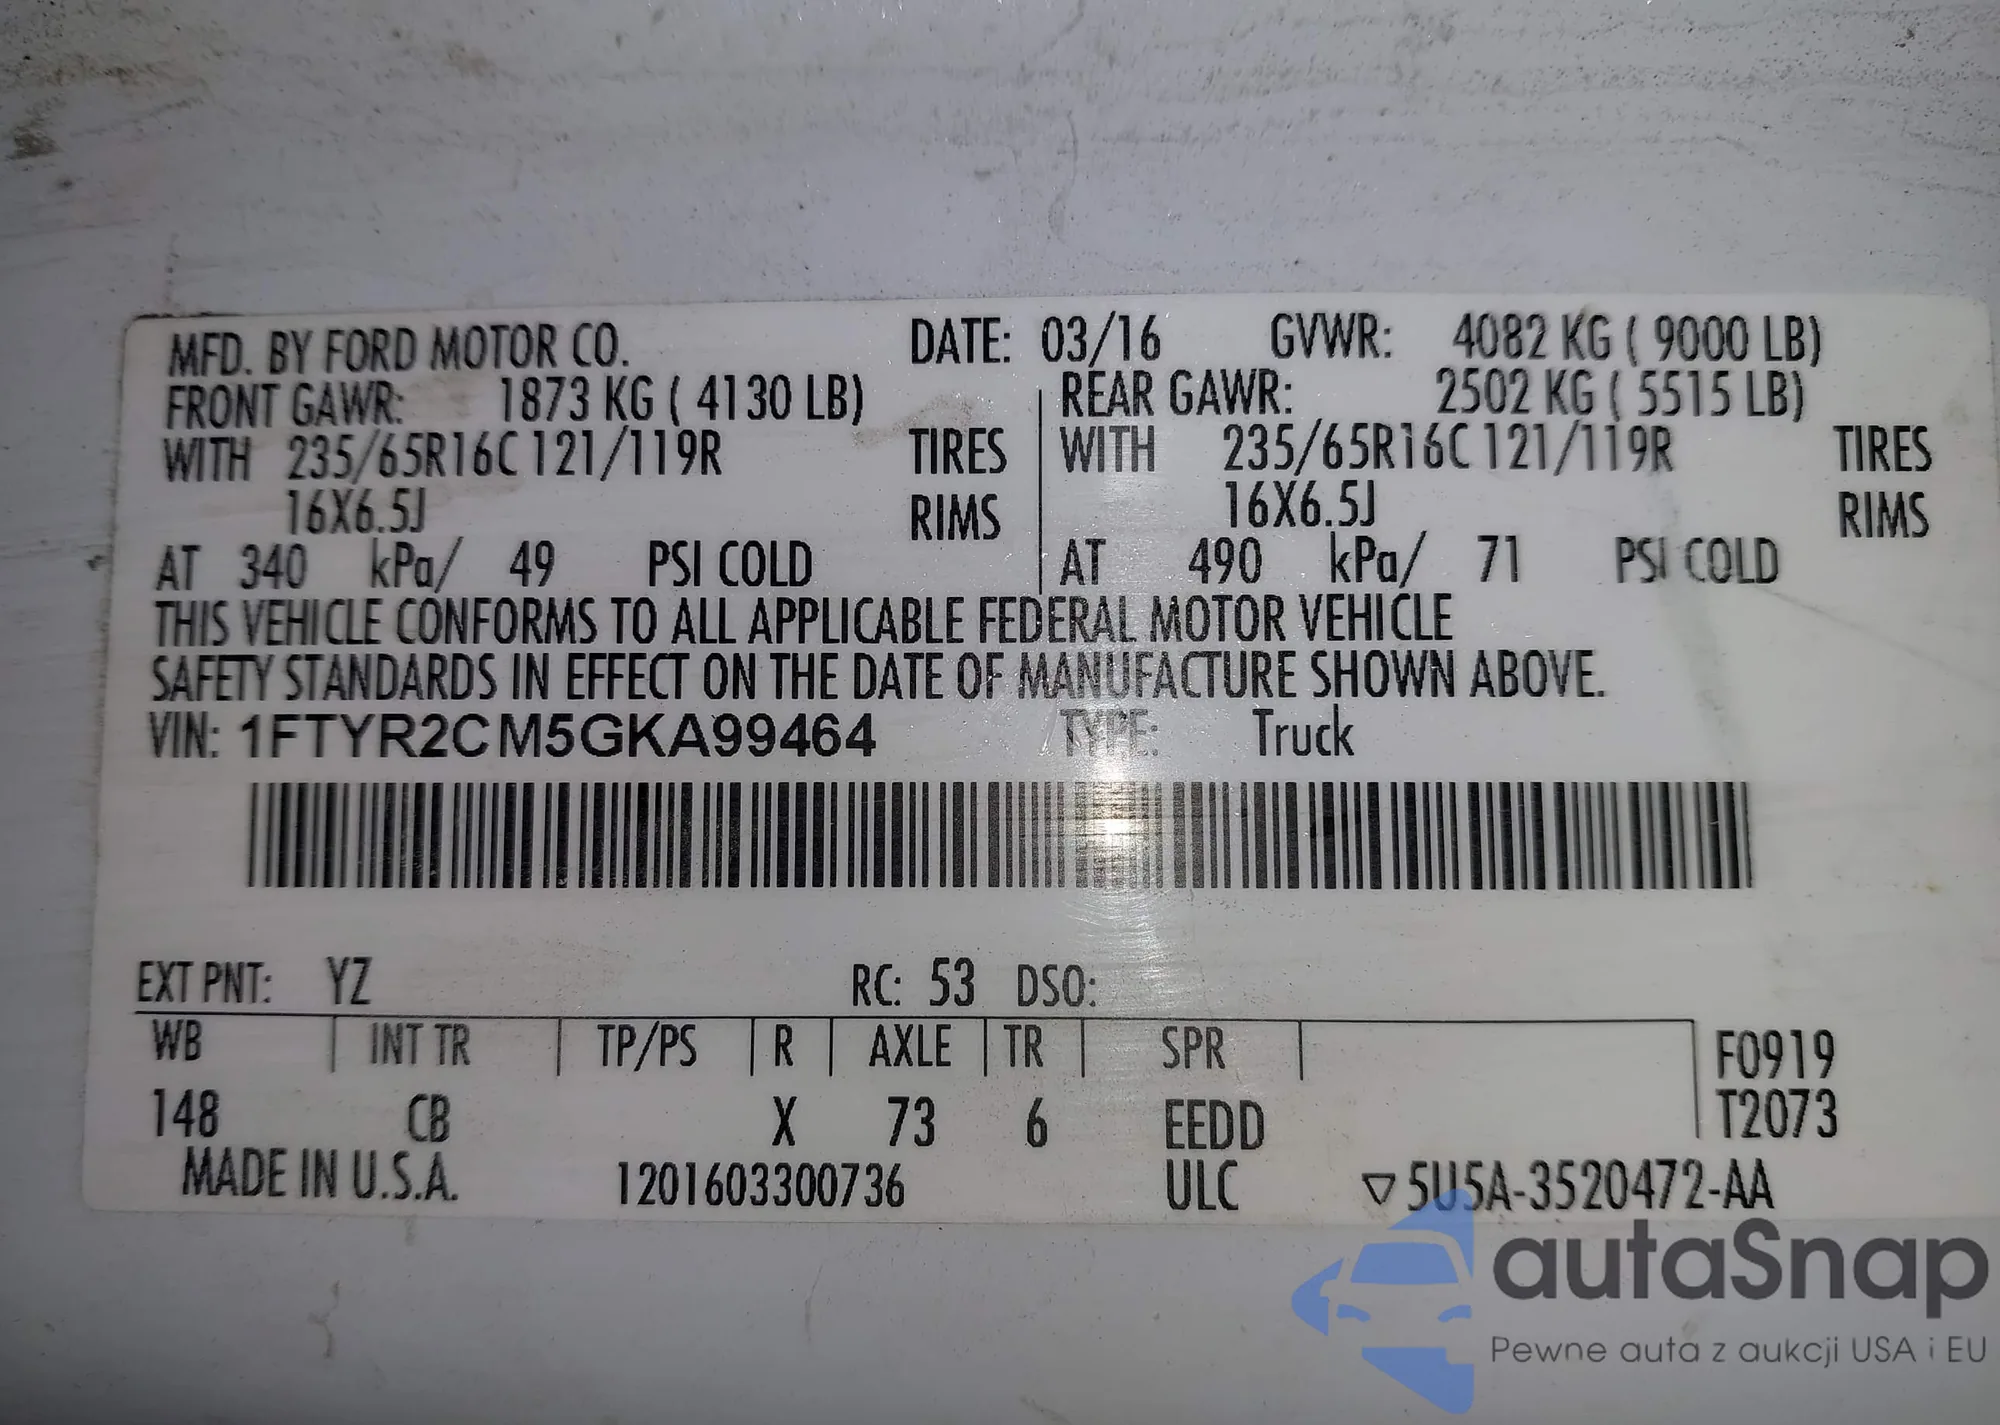 MFD. BY FORD MOTOR CO. DATE: 03/16 GVWR: 4082 KG ( 9000 LB)
FRONT GAWR: 1873 KG ( 4130 LB) REAR GAWR: 2502 KG ( 5515 LB)
WITH 235/65R16C 121/119R TIRES WITH 235/65R16C 121/119R TIRES
16X6.5J RIMS 16X6.5J RIMS
AT 340 kPa/ 49 PSI COLD AT 490 kPa/ 71 PSI COLD
THIS VEHICLE CONFORMS TO ALL APPLICABLE FEDERAL MOTOR VEHICLE
SAFETY STANDARDS IN EFFECT ON THE DATE OF MANUFACTURE SHOWN ABOVE.
VIN: 1FTYR2CM5GKA99464 TYPE: Truck
EXT PNT: YZ RC: 53 DSO:
WB INT TR TP/PS R AXLE TR SPR F0919
148 CB X 73 6 EEDD T2073
MADE IN U.S.A. 1201603300736 ULC ▽5U5A-3520472-AA
autaSnap
Pewne auta z aukcji USA i EU